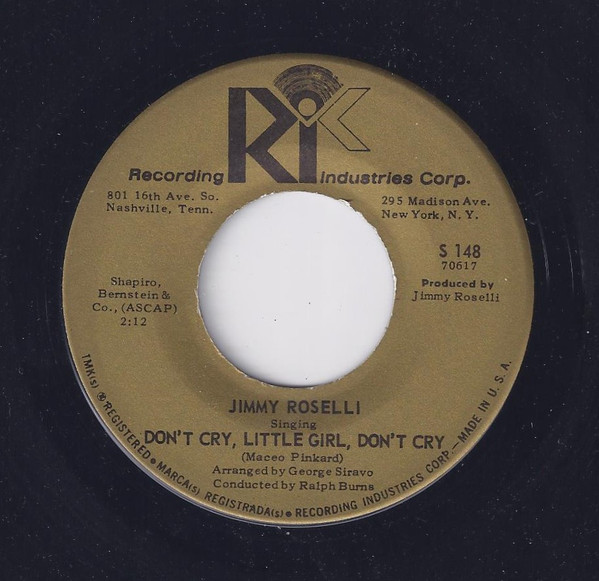 RIC
Recording Industries Corp.
801 16th Ave. So.
Nashville, Tenn.
295 Madison Ave.
New York, N. Y.
S 148
70617
Shapiro,
Bernstein &
Co., (ASCAP)
2:12
Produced by
Jimmy Roselli
JIMMY ROSELLI
Singing
DON'T CRY, LITTLE GIRL, DON'T CRY
(Maceo Pinkard)
Arranged by George Siravo
Conducted by Ralph Burns
T.M.K(s) ® REGISTERED • MARCA(s) REGISTRADA(s) • RECORDING INDUSTRIES CORP.—MADE IN U. S. A.